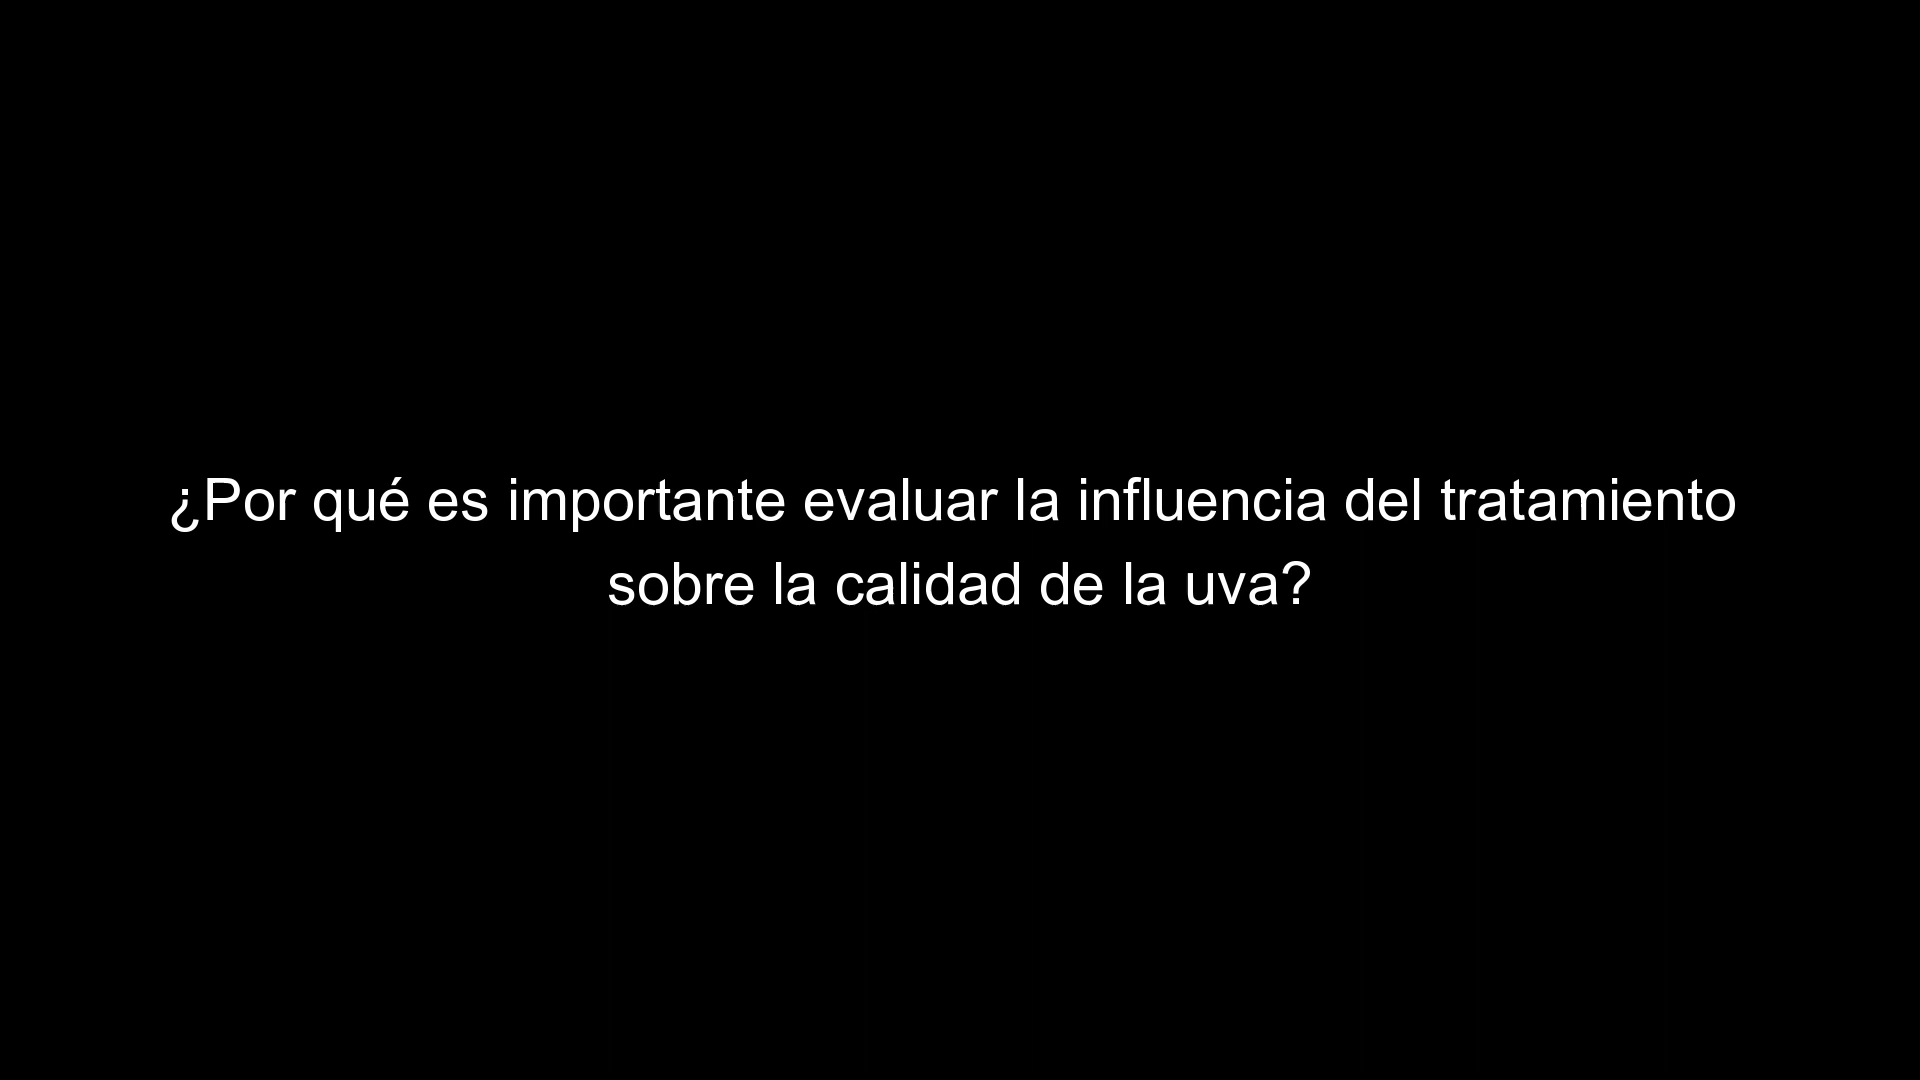 ¿Por qué es importante evaluar la influencia del tratamiento
sobre la calidad de la uva?